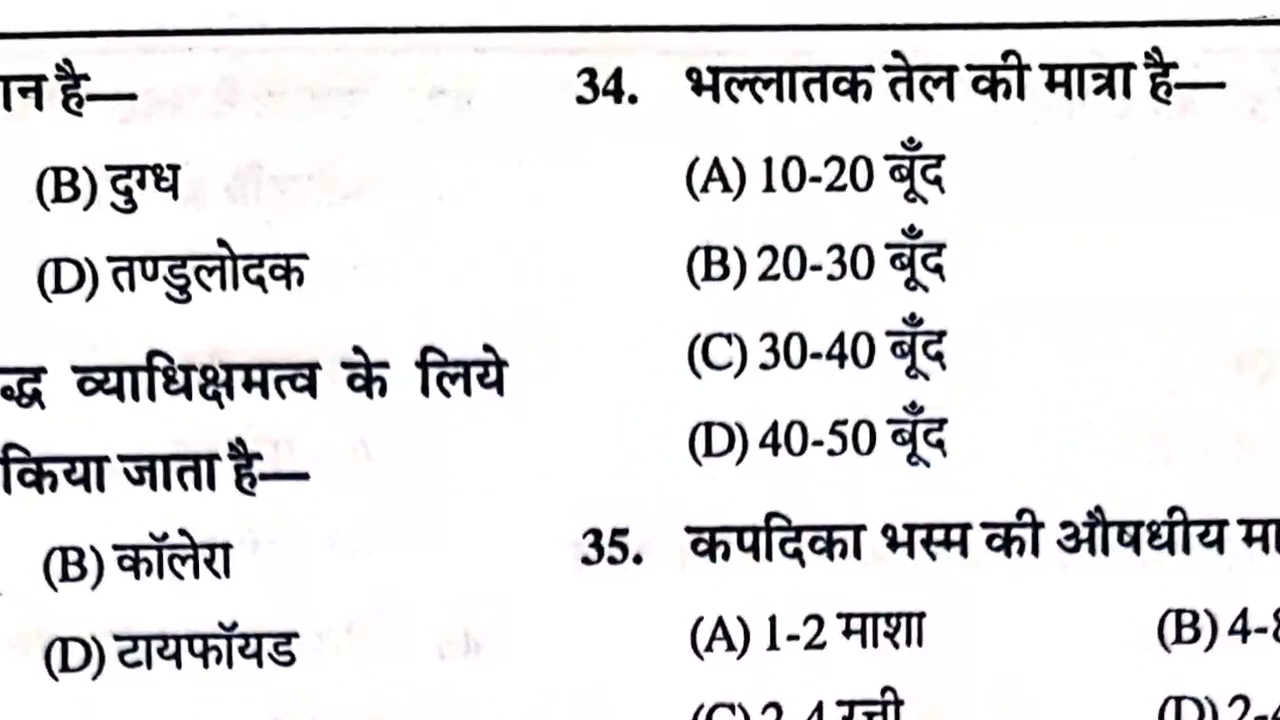 है—
(B) दुग्ध
(D) तण्डुलोदक
व्याधिक्षमत्व के लिये
किया जाता है—
(B) कॉलेरा
(D) टायफॉयड
34. भल्लातक तेल की मात्रा है—
(A) 10-20 बूँद
(B) 20-30 बूँद
(C) 30-40 बूँद
(D) 40-50 बूँद
35. कपदिका भस्म की औषधीय
(A) 1-2 माशा (B)